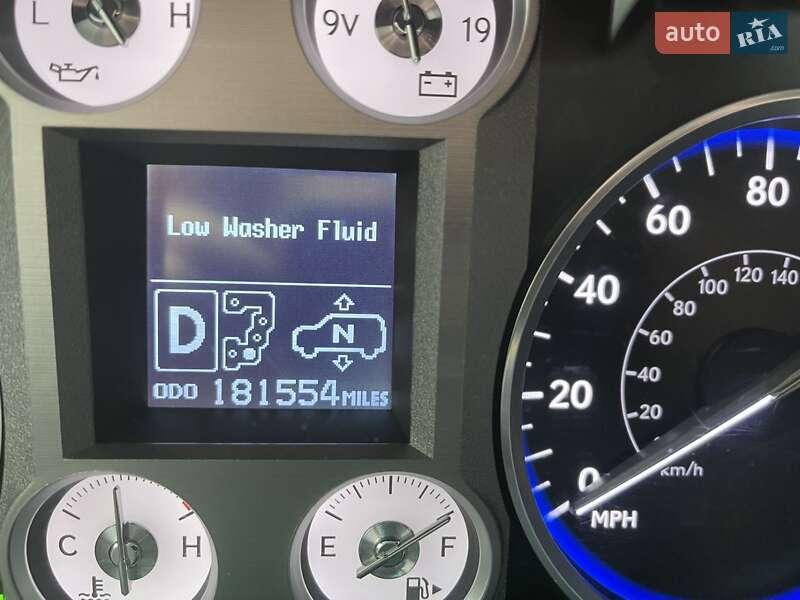 L H
9V 19
auto RIA
.com
Low Washer Fluid
D N
ODO 181554 MILES
C H
E F
0 20 40 60 80
20 40 60 80 100 120 140
km/h
MPH